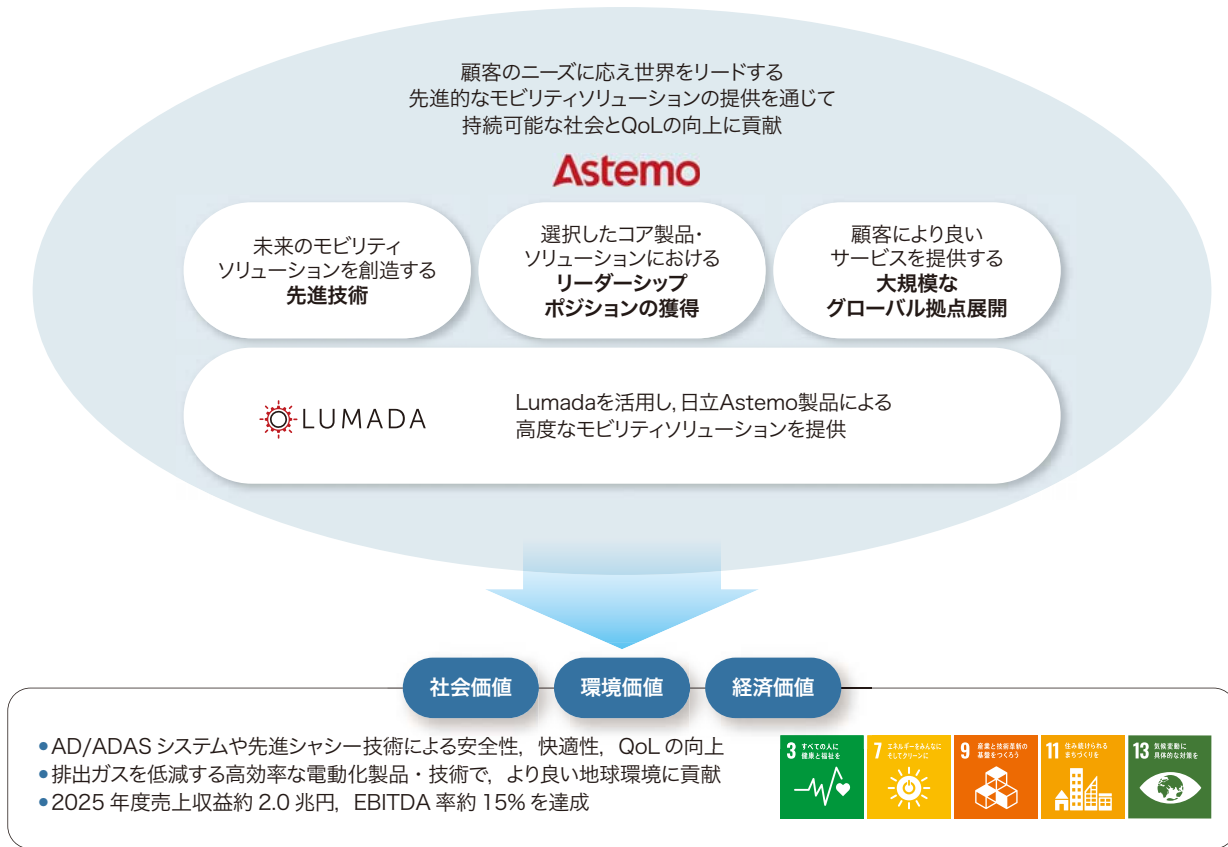 顧客のニーズに応え世界をリードする
先進的なモビリティソリューションの提供を通じて
持続可能な社会とQoLの向上に貢献
Astemo
未来のモビリティ
ソリューションを創造する
先進技術
選択したコア製品・
ソリューションにおける
リーダーシップ
ポジションの獲得
顧客により良い
サービスを提供する
大規模な
グローバル拠点展開
LUMADA
Lumadaを活用し,日立Astemo製品による
高度なモビリティソリューションを提供
社会価値
環境価値
経済価値
●AD/ADAS システムや先進シャシー技術による安全性，快適性，QoL の向上
●排出ガスを低減する高効率な電動化製品・技術で，より良い地球環境に貢献
●2025 年度売上収益約 2.0 兆円，EBITDA 率約 15% を達成
3 すべての人に
健康と福祉を
7 エネルギーをみんなに
そしてクリーンに
9 産業と技術革新の
基盤をつくろう
11 住み続けられる
まちづくりを
13 気候変動に
具体的な対策を